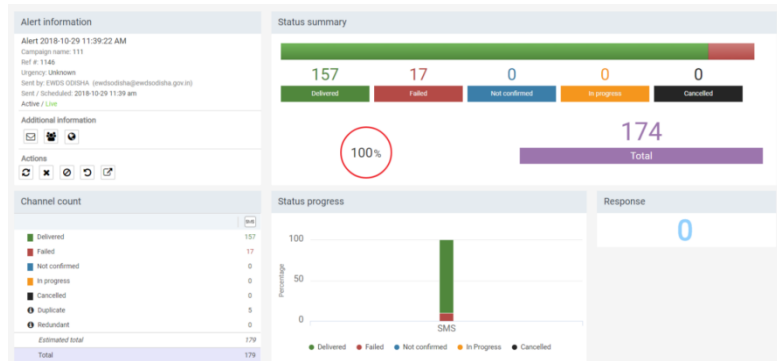 Alert information
Alert 2018-10-29 11:39:22 AM
Campaign name: 111
Ref #: 1146
Urgency: Unknown
Sent by: EWDS ODISHA (ewdsodisha@ewdsodisha.gov.in)
Sent / Scheduled: 2018-10-29 11:39 am
Active / Live
Additional information
Actions
Status summary
157 17 0 0 0
Delivered Failed Not confirmed In progress Cancelled
100%
174
Total
Channel count
SMS
Delivered 157
Failed 17
Not confirmed 0
In progress 0
Cancelled 0
Duplicate 5
Redundant 0
Estimated total 179
Total 179
Status progress
100
50
0
Percentage
SMS
Delivered Failed Not confirmed In Progress Cancelled
Response
0